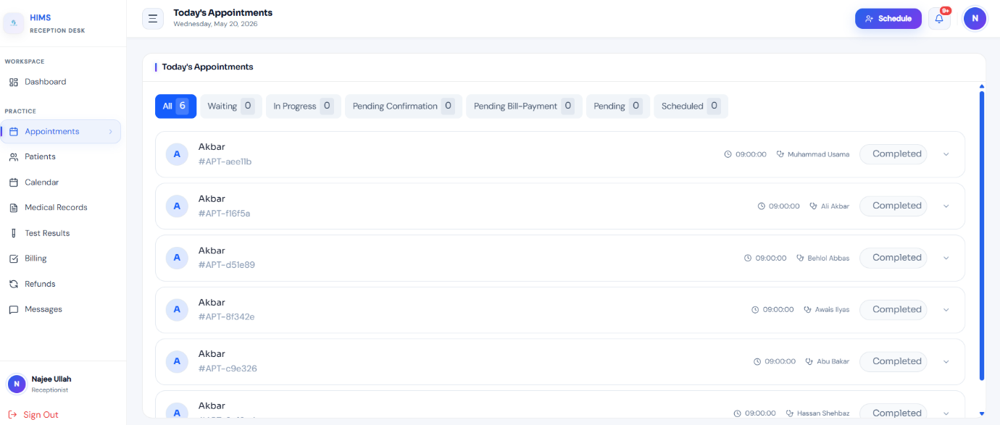 HIMS
RECEPTION DESK
Today's Appointments
Wednesday, May 20, 2026
Schedule
9+
N
WORKSPACE
Dashboard
PRACTICE
Appointments
Patients
Calendar
Medical Records
Test Results
Billing
Refunds
Messages
Najee Ullah
Receptionist
N
Sign Out
Today's Appointments
All 6 Waiting 0 In Progress 0 Pending Confirmation 0 Pending Bill-Payment 0 Pending 0 Scheduled 0
A Akbar
#APT-aee11b
09:00:00 Muhammad Usama Completed
A Akbar
#APT-f16f5a
09:00:00 Ali Akbar Completed
A Akbar
#APT-d51e89
09:00:00 Behlol Abbas Completed
A Akbar
#APT-8f342e
09:00:00 Awais Ilyas Completed
A Akbar
#APT-c9e326
09:00:00 Abu Bakar Completed
A Akbar
09:00:00 Hassan Shehbaz Completed